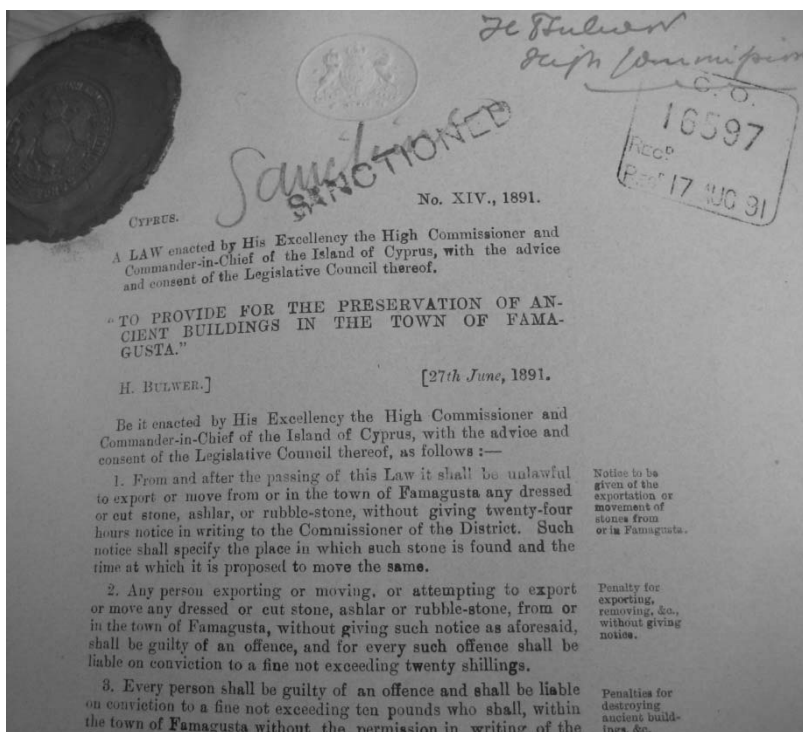 H Bulwer
High Commissioner
C. O.
16597
RECD
REGD 17 AUG 91
Sanctioned
SANCTIONED
No. XIV., 1891.
CYPRUS.
A LAW enacted by His Excellency the High Commissioner and
Commander-in-Chief of the Island of Cyprus, with the advice
and consent of the Legislative Council thereof.
"TO PROVIDE FOR THE PRESERVATION OF AN-
CIENT BUILDINGS IN THE TOWN OF FAMA-
GUSTA."
H. BULWER.] [27th June, 1891.
Be it enacted by His Excellency the High Commissioner and
Commander-in-Chief of the Island of Cyprus, with the advice and
consent of the Legislative Council thereof, as follows :—
1. From and after the passing of this Law it shall be unlawful
to export or move from or in the town of Famagusta any dressed
or cut stone, ashlar, or rubble-stone, without giving twenty-four
hours notice in writing to the Commissioner of the District. Such
notice shall specify the place in which such stone is found and the
time at which it is proposed to move the same.
Notice to be
given of the
exportation or
movement of
stones from
or in Famagusta.
2. Any person exporting or moving, or attempting to export
or move any dressed or cut stone, ashlar or rubble-stone, from or
in the town of Famagusta, without giving such notice as aforesaid,
shall be guilty of an offence, and for every such offence shall be
liable on conviction to a fine not exceeding twenty shillings.
Penalty for
exporting,
removing, &c.,
without giving
notice.
3. Every person shall be guilty of an offence and shall be liable
on conviction to a fine not exceeding ten pounds who shall, within
the town of Famagusta without the permission in writing of the
Penalties for
destroying
ancient build-
ings &c.